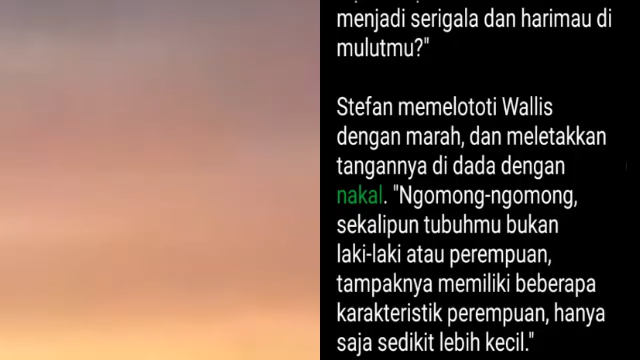 menjadi serigala dan harimau di
mulutmu?"
Stefan memelototi Wallis
dengan marah, dan meletakkan
tangannya di dada dengan
nakal. "Ngomong-ngomong,
sekalipun tubuhmu bukan
laki-laki atau perempuan,
tampaknya memiliki beberapa
karakteristik perempuan, hanya
saja sedikit lebih kecil."